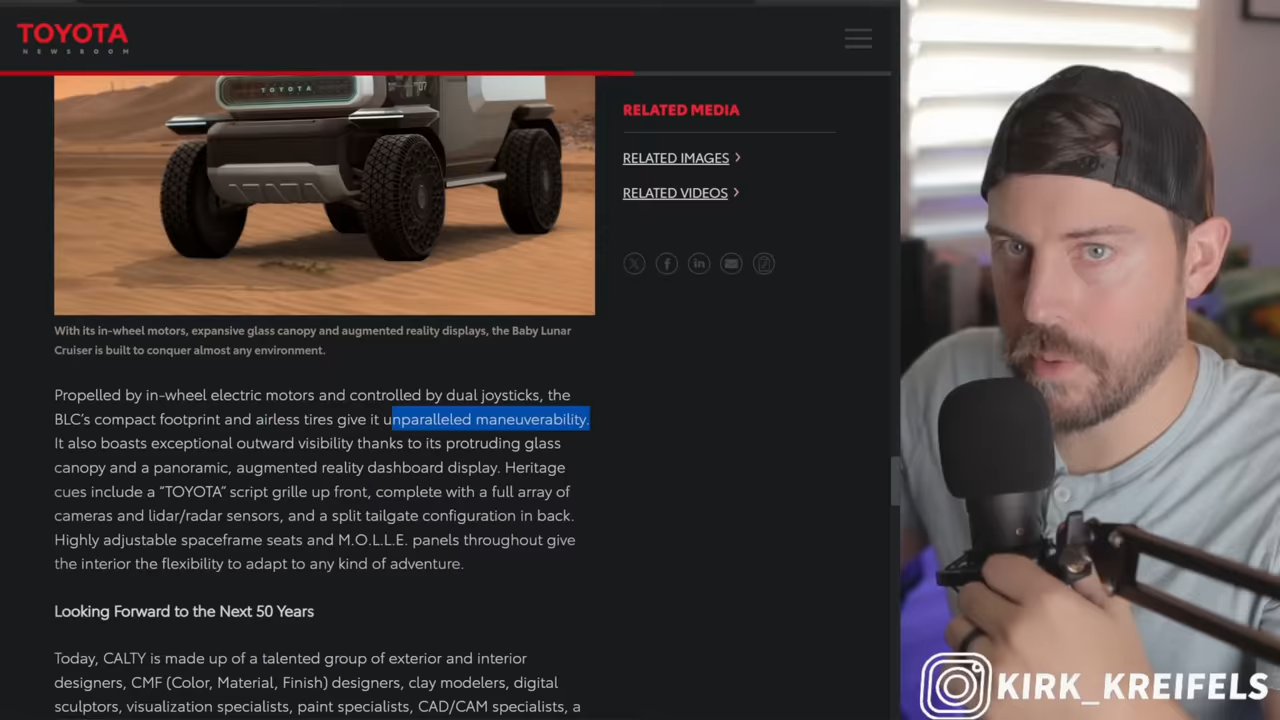 TOYOTA
NEWSROOM
TOYOTA
RELATED MEDIA
RELATED IMAGES
RELATED VIDEOS
With its in-wheel motors, expansive glass canopy and augmented reality displays, the Baby Lunar
Cruiser is built to conquer almost any environment.
Propelled by in-wheel electric motors and controlled by dual joysticks, the
BLC’s compact footprint and airless tires give it unparalleled maneuverability.
It also boasts exceptional outward visibility thanks to its protruding glass
canopy and a panoramic, augmented reality dashboard display. Heritage
cues include a “TOYOTA” script grille up front, complete with a full array of
cameras and lidar/radar sensors, and a split tailgate configuration in back.
Highly adjustable spaceframe seats and M.O.L.L.E. panels throughout give
the interior the flexibility to adapt to any kind of adventure.
Looking Forward to the Next 50 Years
Today, CALTY is made up of a talented group of exterior and interior
designers, CMF (Color, Material, Finish) designers, clay modelers, digital
sculptors, visualization specialists, paint specialists, CAD/CAM specialists, a
KIRK_KREIFELS